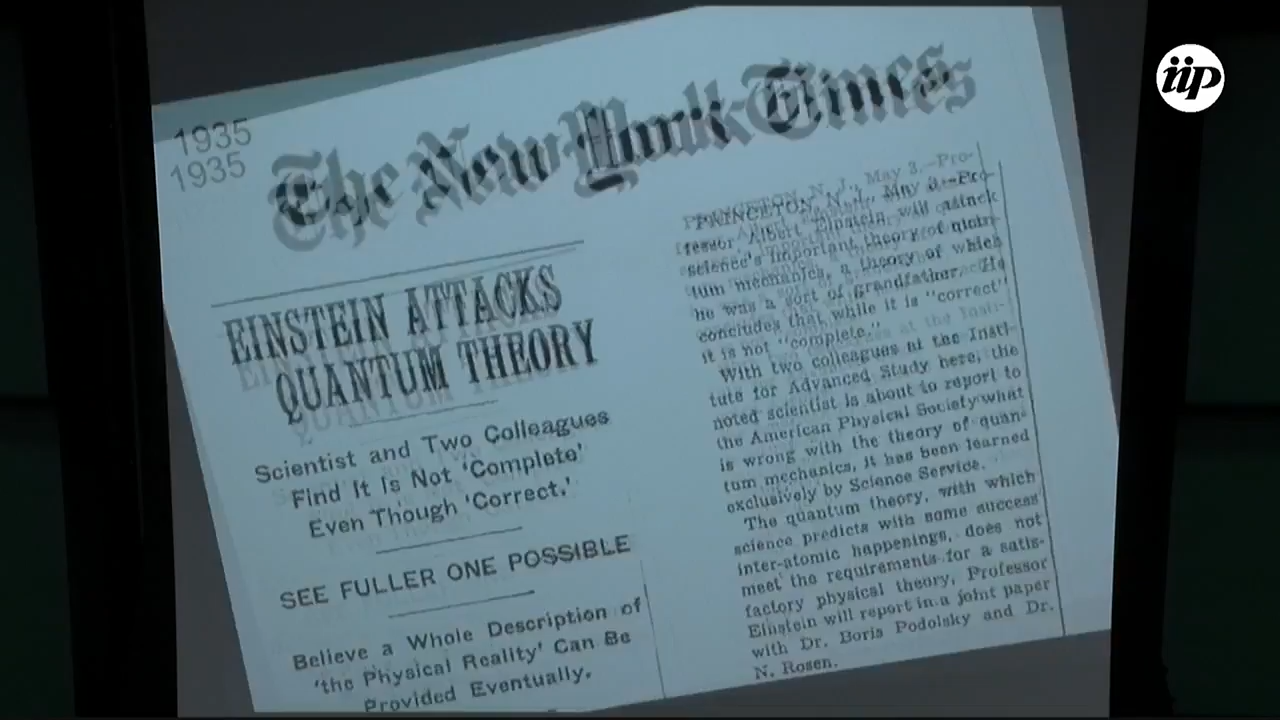 iip
1935
1935
The New York Times
EINSTEIN ATTACKS
QUANTUM THEORY
Scientist and Two Colleagues
Find It Is Not 'Complete'
Even Though 'Correct.'
SEE FULLER ONE POSSIBLE
Believe a Whole Description of
'the Physical Reality' Can Be
Provided Eventually.
PRINCETON, N. J., May 3.—Pro-
fessor Albert Einstein will attack
science's important theory of quan-
tum mechanics, a theory of which
he was a sort of grandfather. He
concludes that while it is "correct"
it is not "complete."
With two colleagues at the Insti-
tute for Advanced Study here, the
noted scientist is about to report to
the American Physical Society what
is wrong with the theory of quan-
tum mechanics, it has been learned
exclusively by Science Service.
The quantum theory, with which
science predicts with some success
inter-atomic happenings, does not
meet the requirements for a satis-
factory physical theory, Professor
Einstein will report in a joint paper
with Dr. Boris Podolsky and Dr.
N. Rosen.